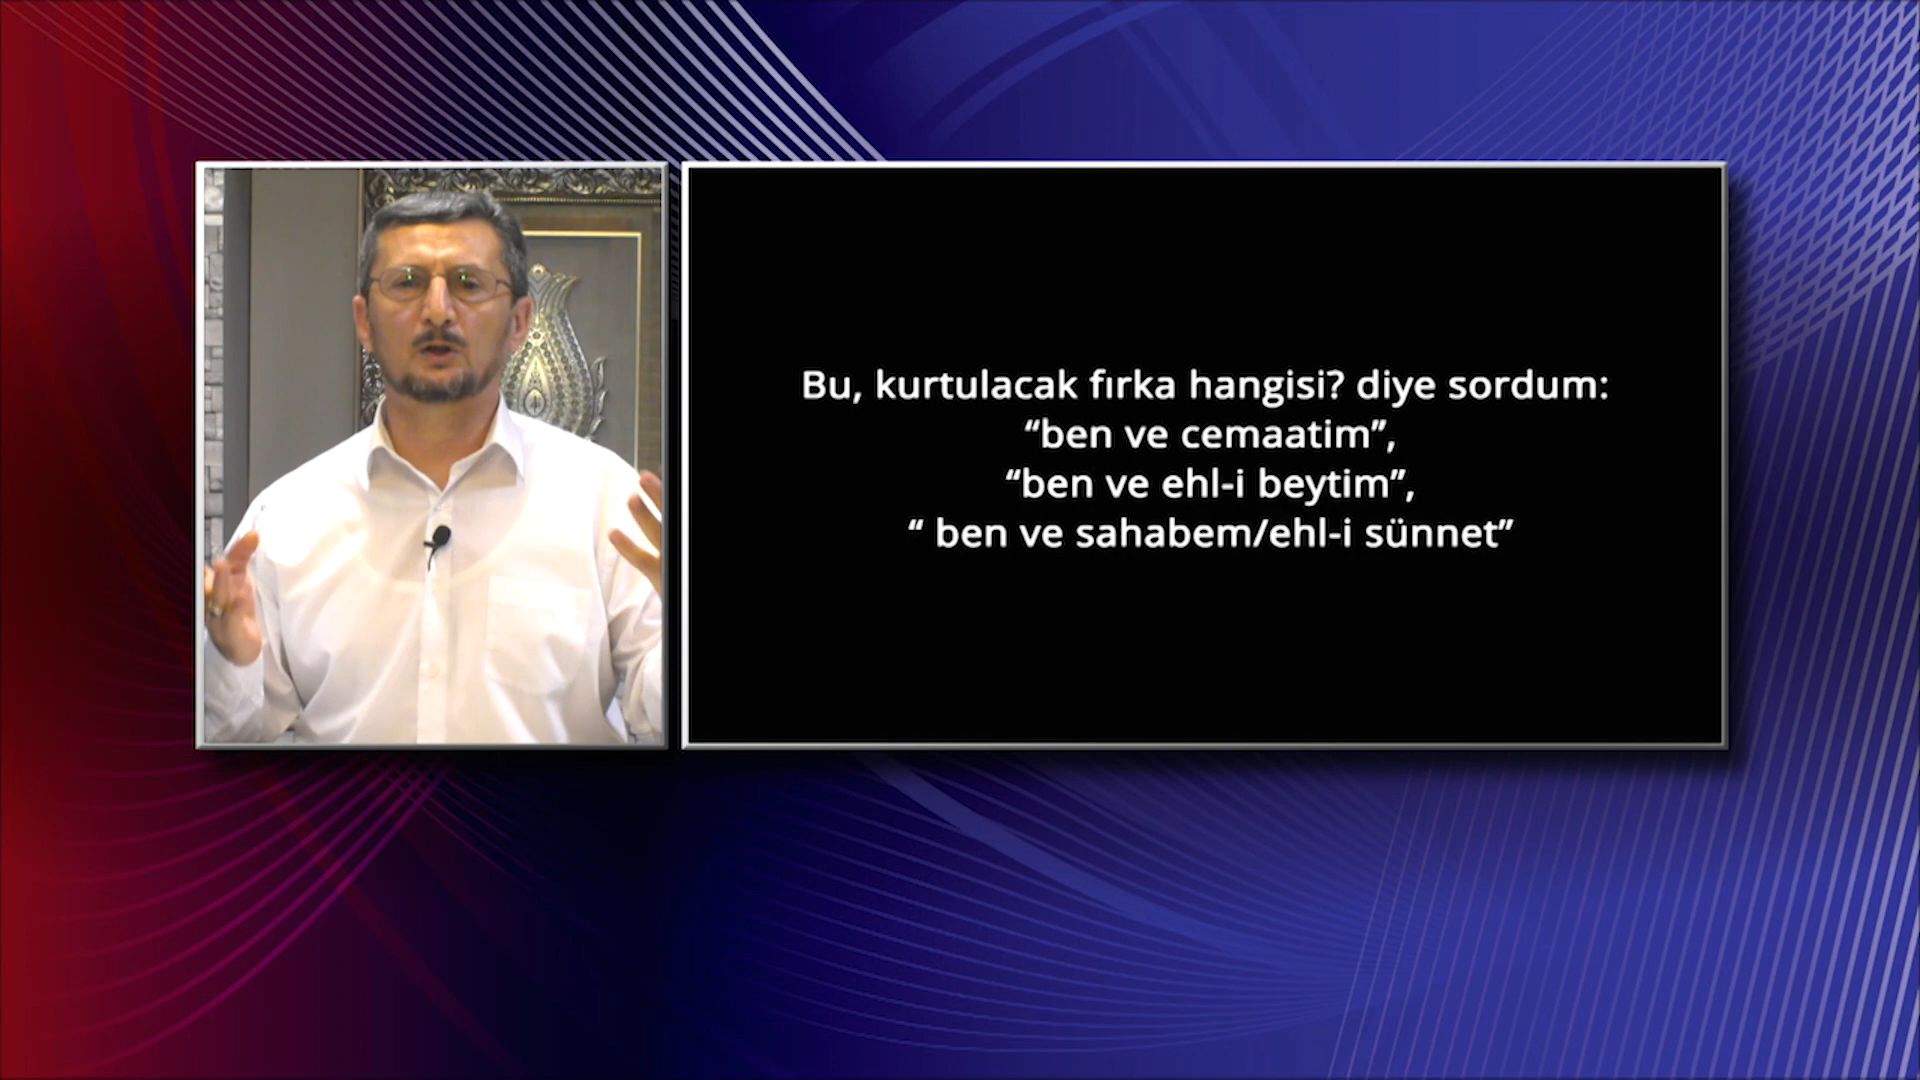 Bu, kurtulacak fırka hangisi? diye sordum:
“ben ve cemaatim”,
“ben ve ehl-i beytim”,
“ ben ve sahabem/ehl-i sünnet”